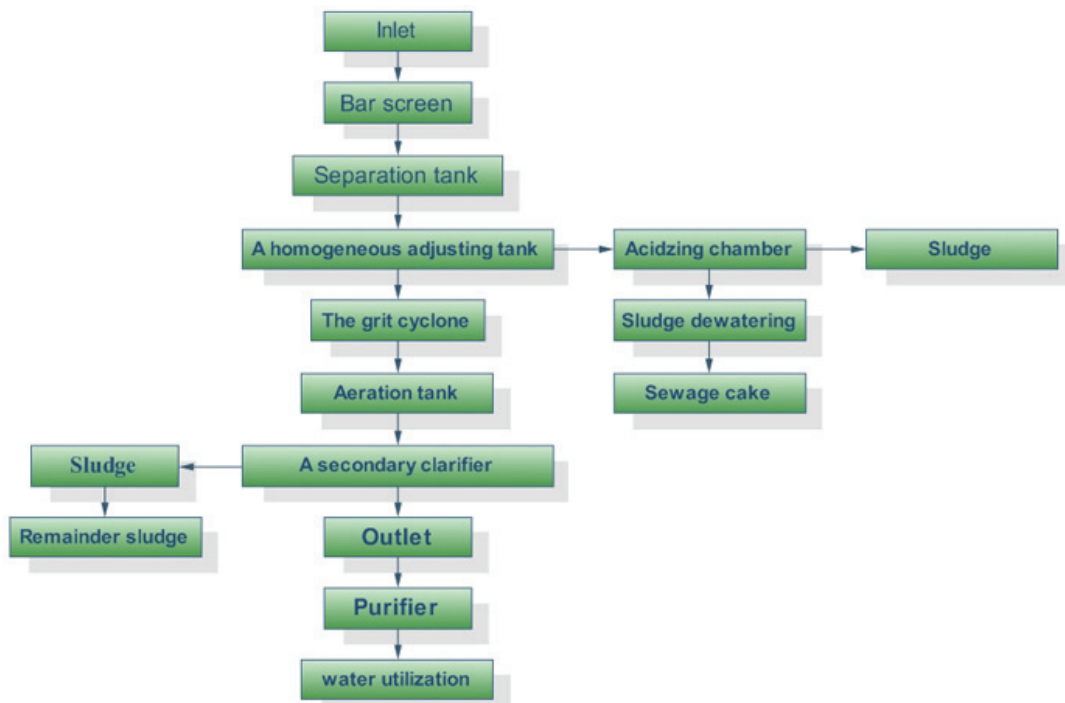 Inlet
Bar screen
Separation tank
A homogeneous adjusting tank
Acidzing chamber
Sludge
The grit cyclone
Sludge dewatering
Aeration tank
Sewage cake
Sludge
A secondary clarifier
Remainder sludge
Outlet
Purifier
water utilization